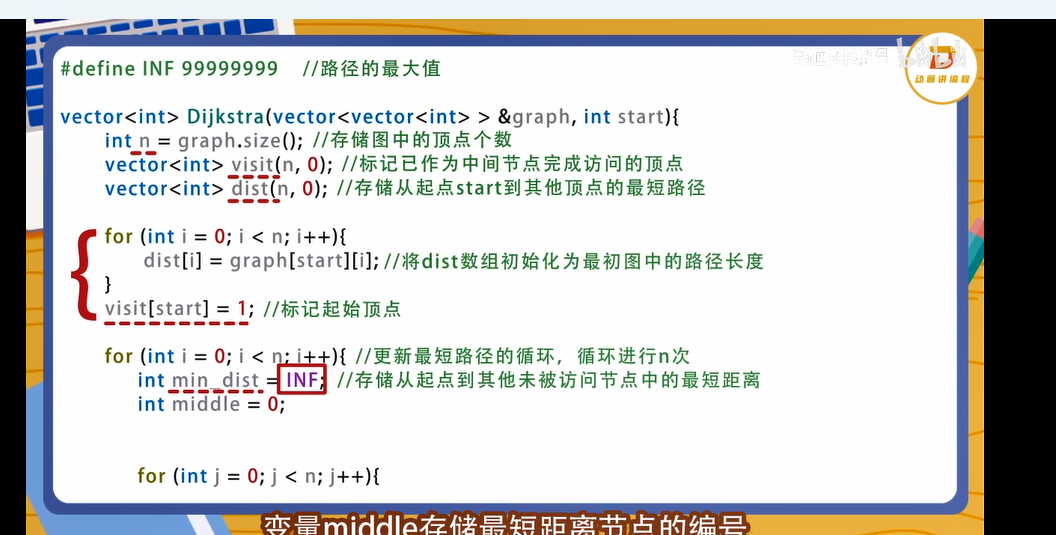 #define INF 99999999 //路径的最大值
动画讲编程
vector<int> Dijkstra(vector<vector<int> > &graph, int start){
int n = graph.size(); //存储图中的顶点个数
vector<int> visit(n, 0); //标记已作为中间节点完成访问的顶点
vector<int> dist(n, 0); //存储从起点start到其他顶点的最短路径
for (int i = 0; i < n; i++){
dist[i] = graph[start][i]; //将dist数组初始化为最初图中的路径长度
}
visit[start] = 1; //标记起始顶点
for (int i = 0; i < n; i++){ //更新最短路径的循环，循环进行n次
int min_dist = INF; //存储从起点到其他未被访问节点中的最短距离
int middle = 0;
for (int j = 0; j < n; j++){
变量middle存储最短距离节点的编号